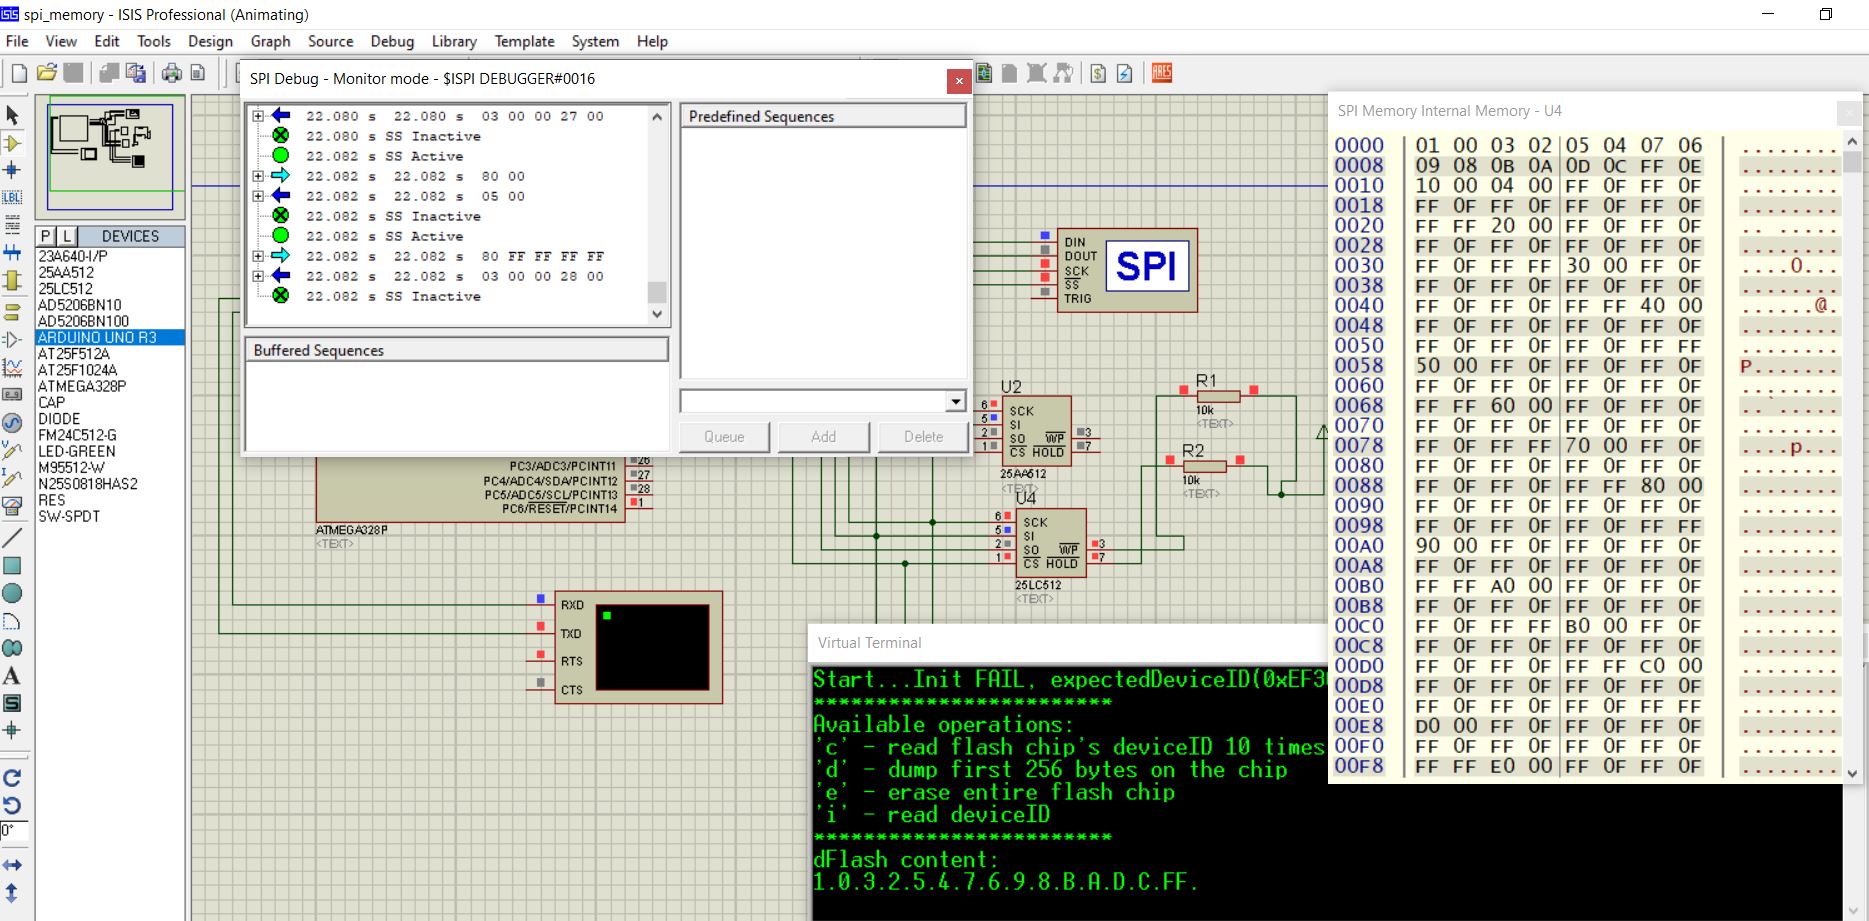 spi_memory - ISIS Professional (Animating)
File View Edit Tools Design Graph Source Debug Library Template System Help
SPI Debug - Monitor mode - $ISPI DEBUGGER#0016
22.080 s 22.080 s 03 00 00 27 00
22.080 s SS Inactive
22.082 s SS Active
22.082 s 22.082 s 80 00
22.082 s 22.082 s 05 00
22.082 s SS Inactive
22.082 s SS Active
22.082 s 22.082 s 80 FF FF FF FF
22.082 s 22.082 s 03 00 00 28 00
22.082 s SS Inactive
Predefined Sequences
Buffered Sequences
Queue Add Delete
P L DEVICES
23A640-I/P
25AA512
25LC512
AD5206BN10
AD5206BN100
ARDUINO UNO R3
AT25F512A
AT25F1024A
ATMEGA328P
CAP
DIODE
FM24C512-G
LED-GREEN
M95512-W
N25S0818HAS2
RES
SW-SPDT
LBL
0°
ARES
DIN
DOUT
SCK
SS
TRIG
SPI
U2
6 SCK
5 SI
2 SO WP 3
1 CS HOLD 7
25AA512
<TEXT>
U4
6 SCK
5 SI
2 SO WP 3
1 CS HOLD 7
25LC512
<TEXT>
R1
10k
<TEXT>
R2
10k
<TEXT>
PC3/ADC3/PCINT11 26
PC4/ADC4/SDA/PCINT12 27
PC5/ADC5/SCL/PCINT13 28
PC6/RESET/PCINT14 1
ATMEGA328P
<TEXT>
RXD
TXD
RTS
CTS
Virtual Terminal
Start...Init FAIL, expectedDeviceID(0xEF3
*************************
Available operations:
'c' - read flash chip's deviceID 10 times
'd' - dump first 256 bytes on the chip
'e' - erase entire flash chip
'i' - read deviceID
*************************
dFlash content:
1.0.3.2.5.4.7.6.9.8.B.A.D.C.FF.
SPI Memory Internal Memory - U4
0000 01 00 03 02 05 04 07 06 ........
0008 09 08 0B 0A 0D 0C FF 0E ........
0010 10 00 04 00 FF 0F FF 0F ........
0018 FF 0F FF 0F FF 0F FF 0F ........
0020 FF FF 20 00 FF 0F FF 0F .. .....
0028 FF 0F FF 0F FF 0F FF 0F ........
0030 FF 0F FF FF 30 00 FF 0F ....0...
0038 FF 0F FF 0F FF 0F FF 0F ........
0040 FF 0F FF 0F FF FF 40 00 ......@.
0048 FF 0F FF 0F FF 0F FF 0F ........
0050 FF 0F FF 0F FF 0F FF FF ........
0058 50 00 FF 0F FF 0F FF 0F P.......
0060 FF 0F FF 0F FF 0F FF 0F ........
0068 FF FF 60 00 FF 0F FF 0F ..`.....
0070 FF 0F FF 0F FF 0F FF 0F ........
0078 FF 0F FF FF 70 00 FF 0F ....p...
0080 FF 0F FF 0F FF 0F FF 0F ........
0088 FF 0F FF 0F FF FF 80 00 ........
0090 FF 0F FF 0F FF 0F FF 0F ........
0098 FF 0F FF 0F FF 0F FF FF ........
00A0 90 00 FF 0F FF 0F FF 0F ........
00A8 FF 0F FF 0F FF 0F FF 0F ........
00B0 FF FF A0 00 FF 0F FF 0F ........
00B8 FF 0F FF 0F FF 0F FF 0F ........
00C0 FF 0F FF FF B0 00 FF 0F ........
00C8 FF 0F FF 0F FF 0F FF 0F ........
00D0 FF 0F FF 0F FF FF C0 00 ........
00D8 FF 0F FF 0F FF 0F FF 0F ........
00E0 FF 0F FF 0F FF 0F FF FF ........
00E8 D0 00 FF 0F FF 0F FF 0F ........
00F0 FF 0F FF 0F FF 0F FF 0F ........
00F8 FF FF E0 00 FF 0F FF 0F ........